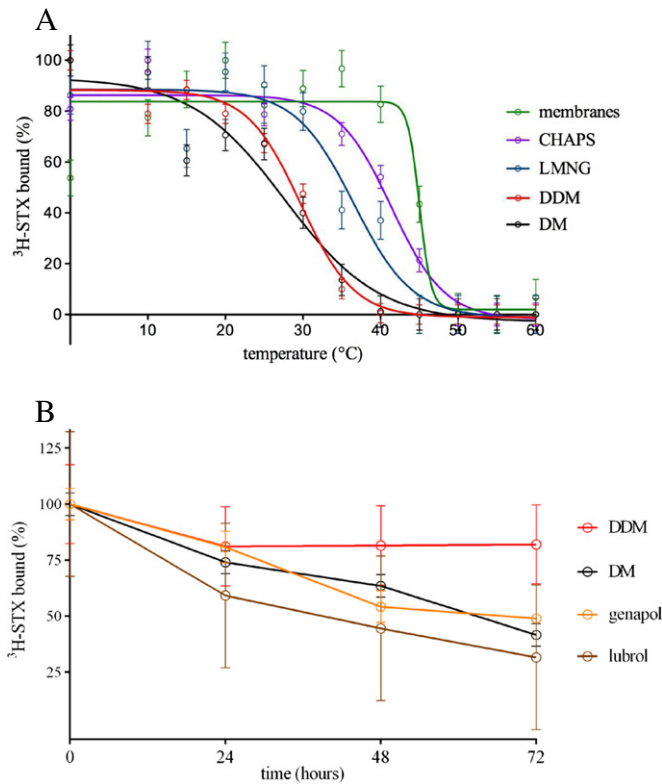 A
³H-STX bound (%)
100
80
60
40
20
0
10
20
30
40
50
60
temperature (°C)
membranes
CHAPS
LMNG
DDM
DM
B
³H-STX bound (%)
125
100
75
50
25
0
24
48
72
time (hours)
DDM
DM
genapol
lubrol